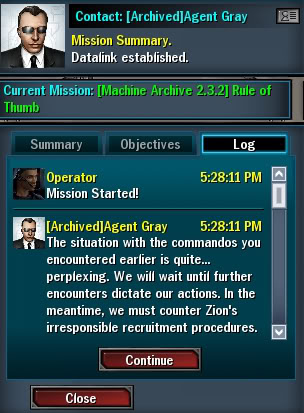 Contact: [Archived]Agent Gray
Mission Summary.
Datalink established.
Current Mission: [Machine Archive 2.3.2] Rule of
Thumb
Summary Objectives Log
Operator 5:28:11 PM
Mission Started!
[Archived]Agent Gray 5:28:11 PM
The situation with the commandos you
encountered earlier is quite...
perplexing. We will wait until further
encounters dictate our actions. In the
meantime, we must counter Zion's
irresponsible recruitment procedures.
Continue
Close